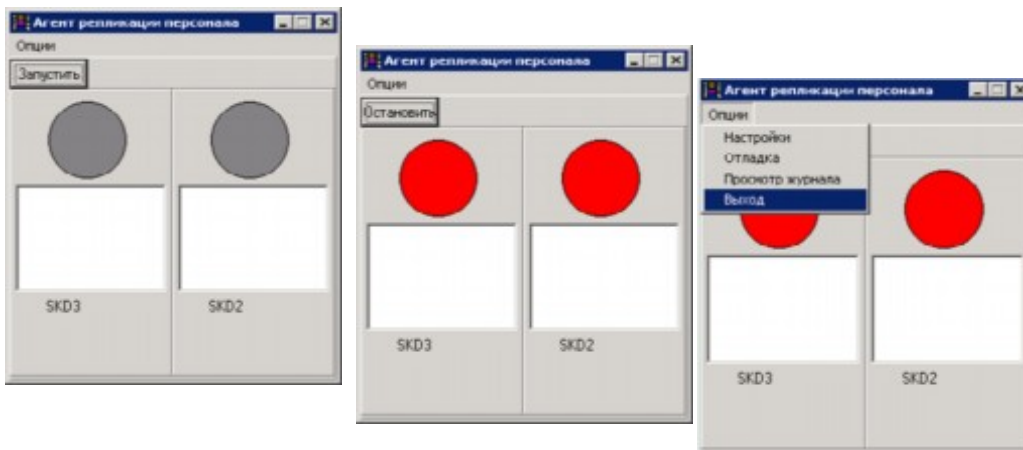 Агент репликации персонала
Опции
Запустить
SKD3 SKD2
Агент репликации персонала
Опции
Остановить
SKD3 SKD2
Агент репликации персонала
Опции
Настройки
Отладка
Просмотр журнала
Выход
SKD3 SKD2